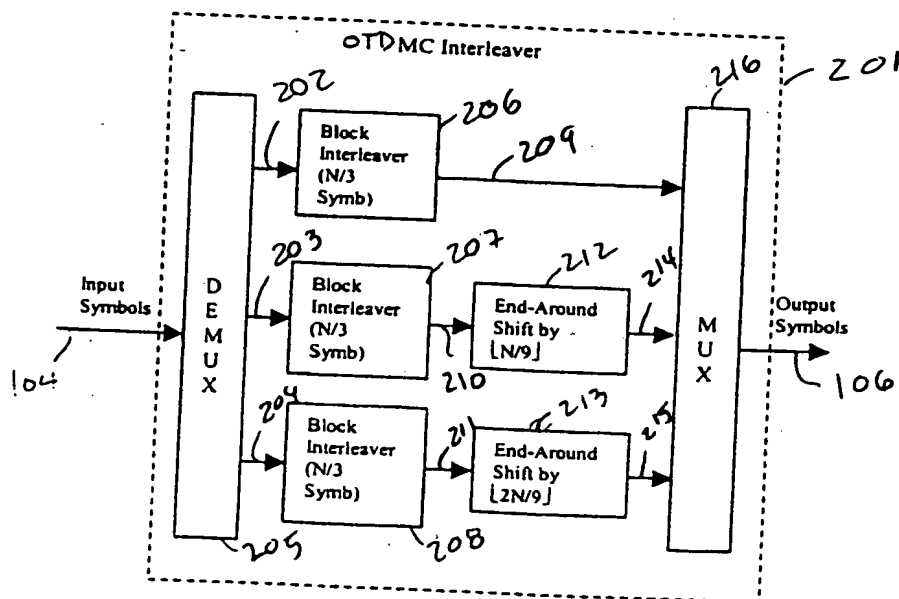 OTDMC Interleaver
216
201
202
206
Block
Interleaver
(N/3
Symb)
209
203
207
212
214
Input
Symbols
DEMUX
Block
Interleaver
(N/3
Symb)
End-Around
Shift by
⌊N/9⌋
MUX
Output
Symbols
104
210
106
204
211
213
215
Block
Interleaver
(N/3
Symb)
End-Around
Shift by
⌊2N/9⌋
205
208